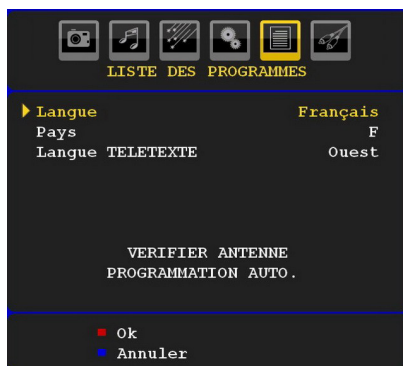 LISTE DES PROGRAMMES
Langue Français
Pays F
Langue TELETEXTE Ouest
VERIFIER ANTENNE
PROGRAMMATION AUTO.
Ok
Annuler